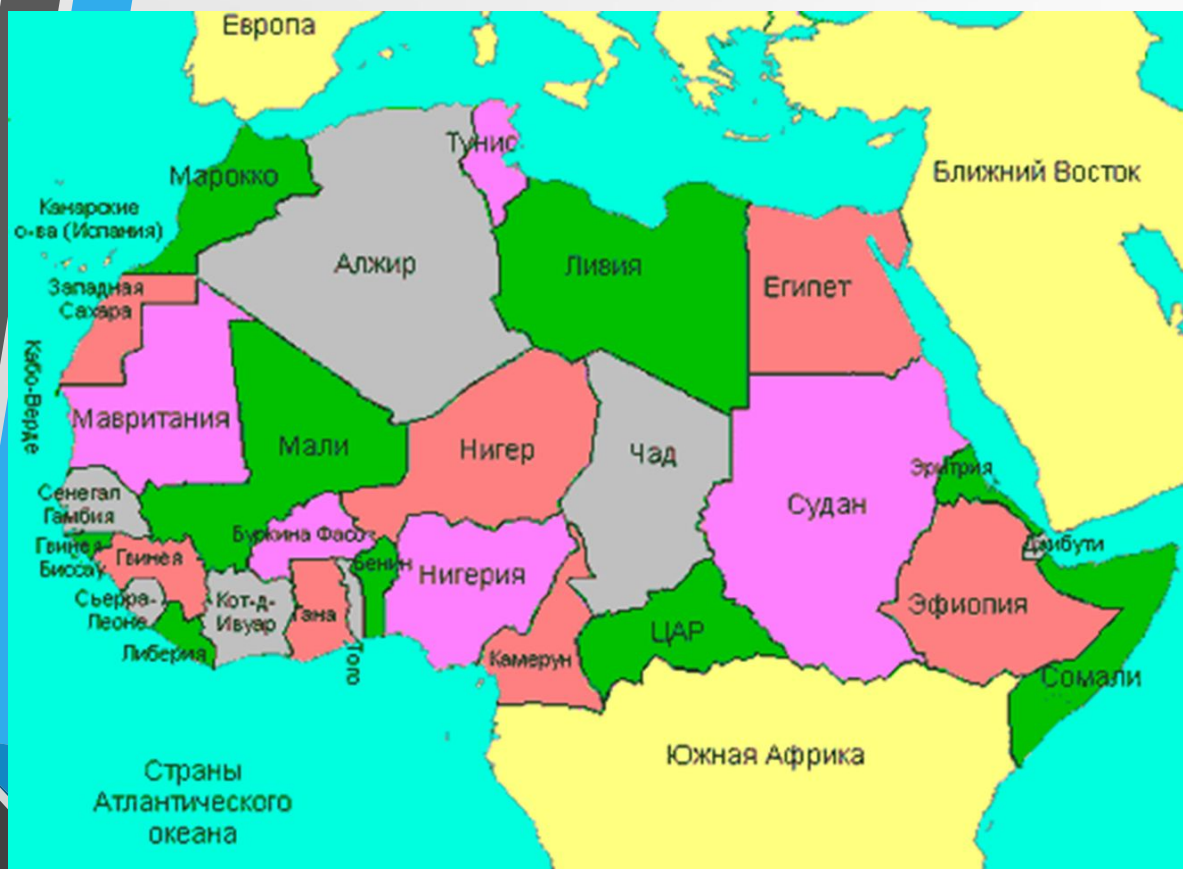 Европа
Тунис
Марокко
Ближний Восток
Канарские
о-ва (Испания)
Алжир
Ливия
Египет
Западная
Сахара
Кабо-Верде
Мавритания
Мали
Нигер
Чад
Эритрия
Сенегал
Гамбия
Судан
Буркина Фасо
Гвинея
Биссау
Гвинея
Бенин
Нигерия
Джибути
Сьерра-
Леоне
Кот-д-
Ивуар
Гана
Эфиопия
ЦАР
Либерия
Того
Камерун
Сомали
Южная Африка
Страны
Атлантического
океана